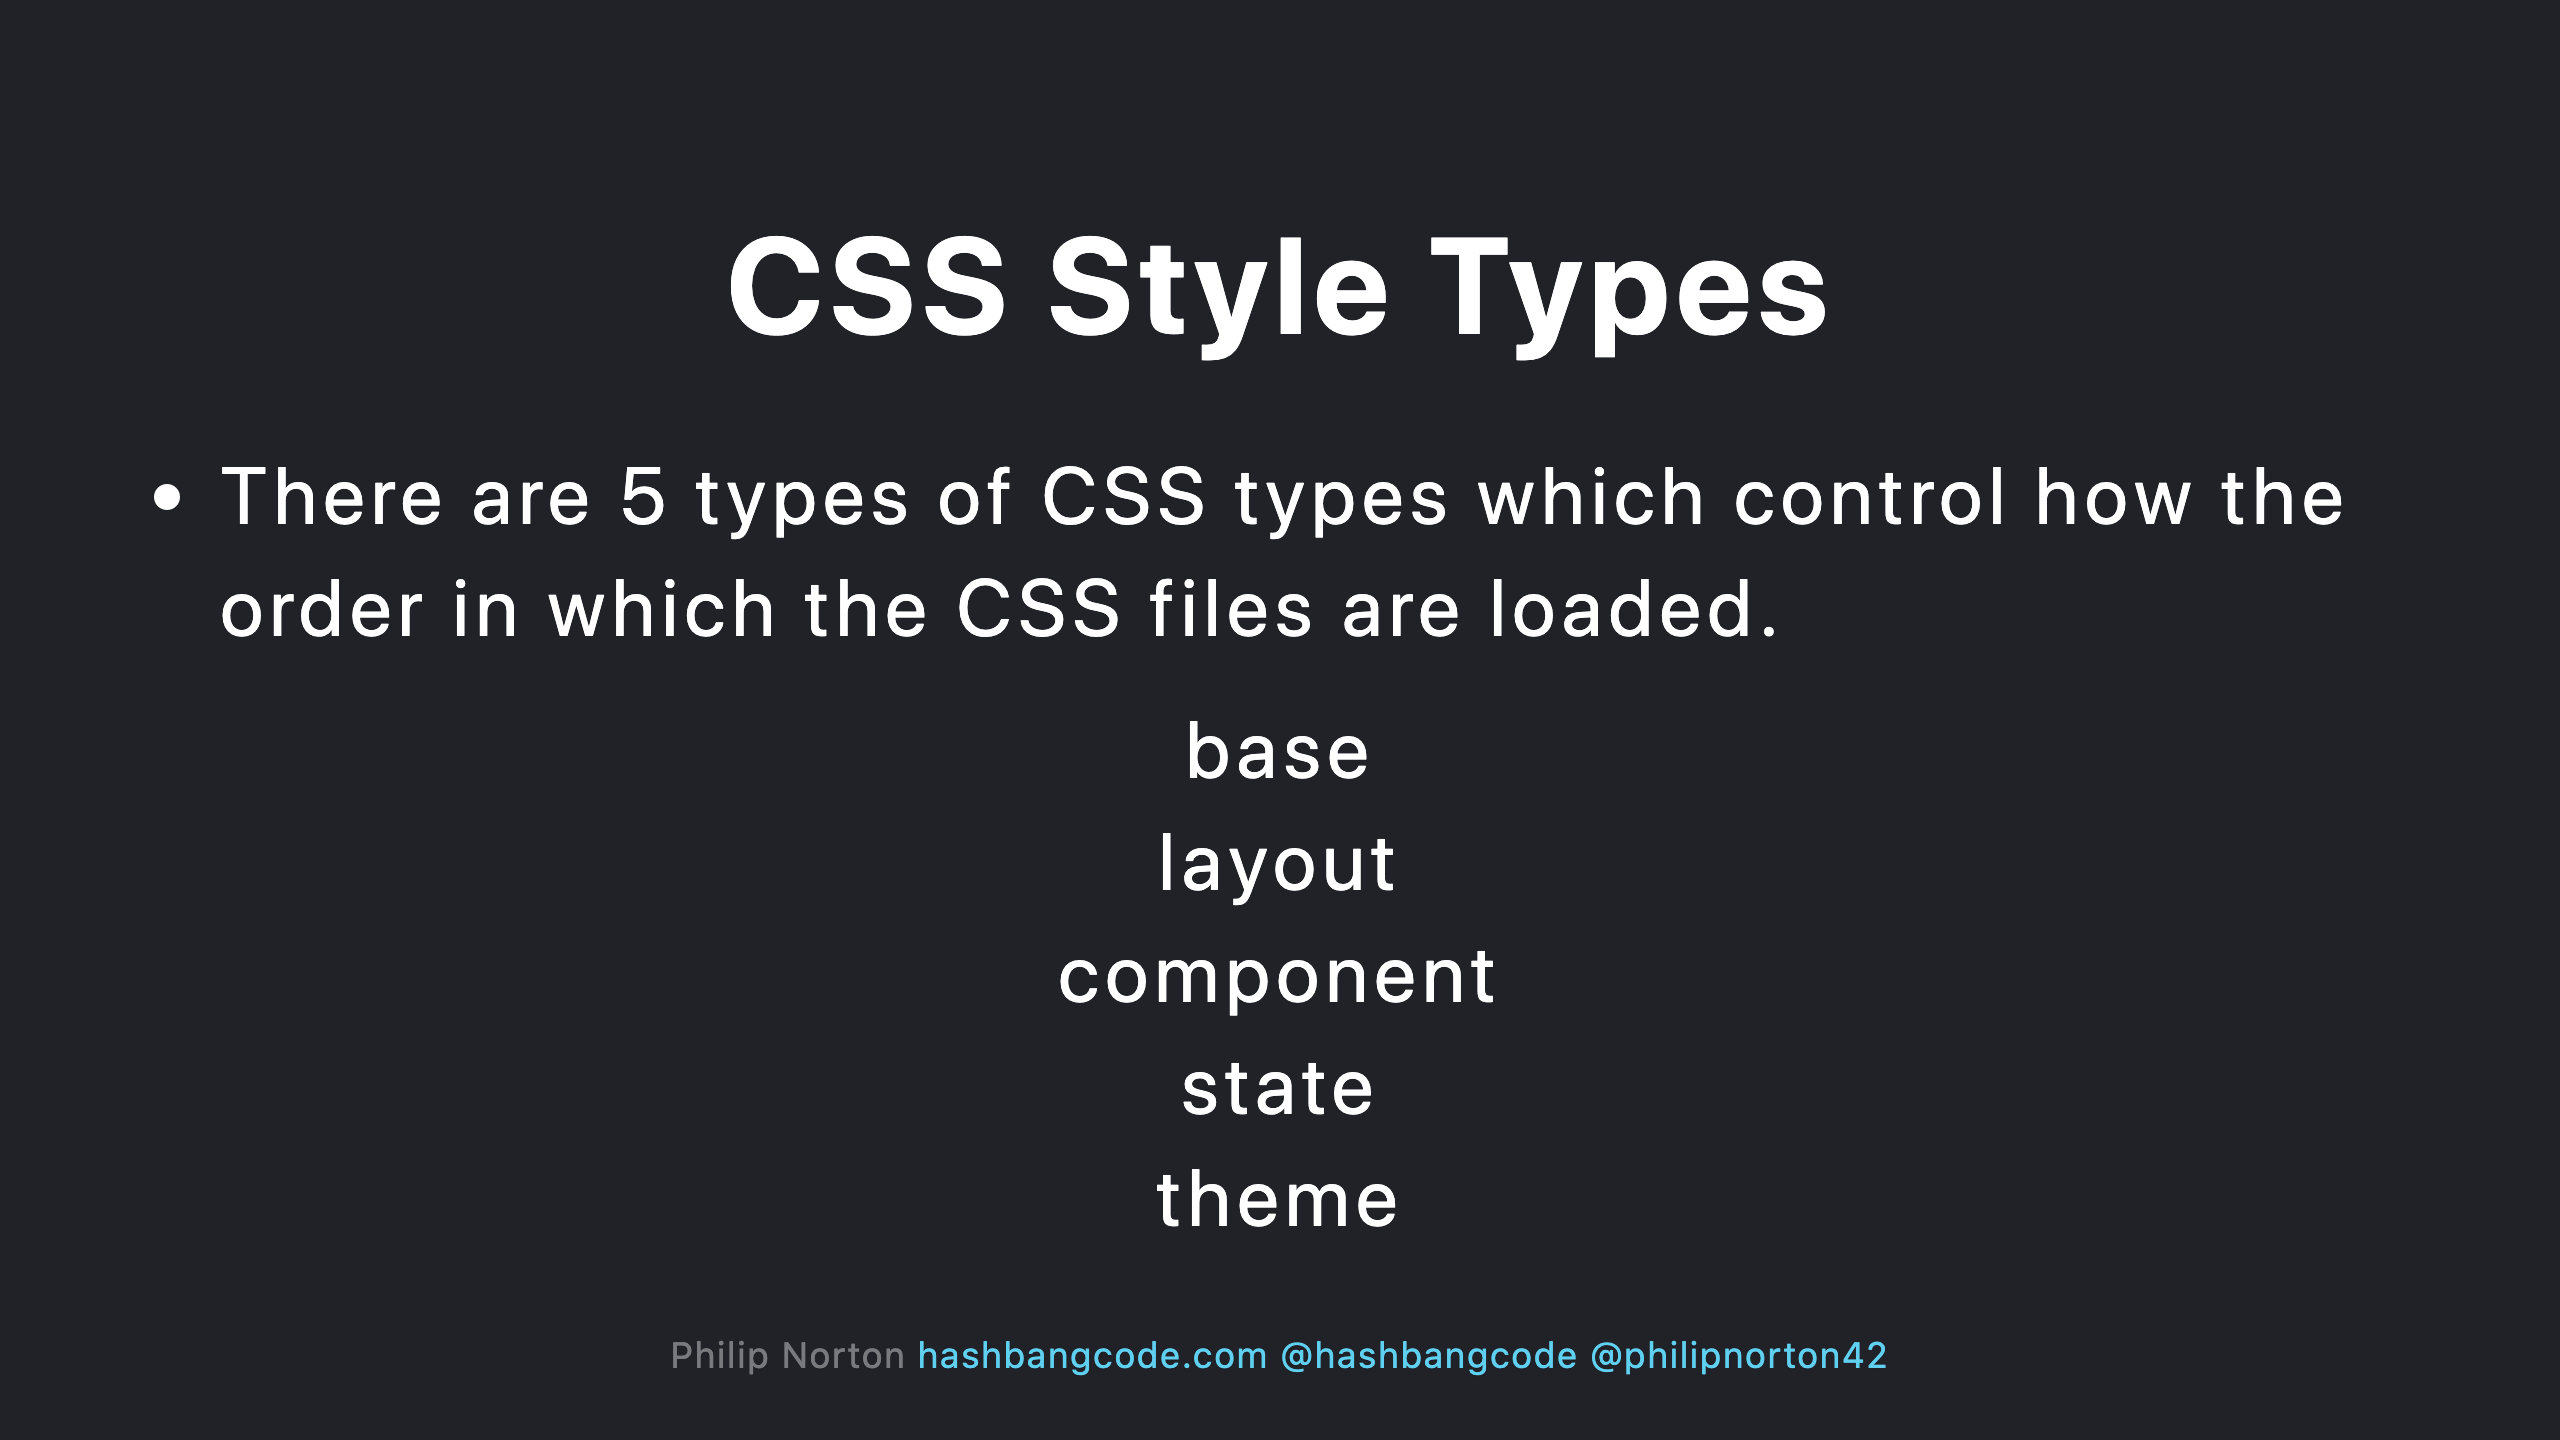 CSS Style Types
• There are 5 types of CSS types which control how the
order in which the CSS files are loaded.
base
layout
component
state
theme
Philip Norton hashbangcode.com @hashbangcode @philipnorton42